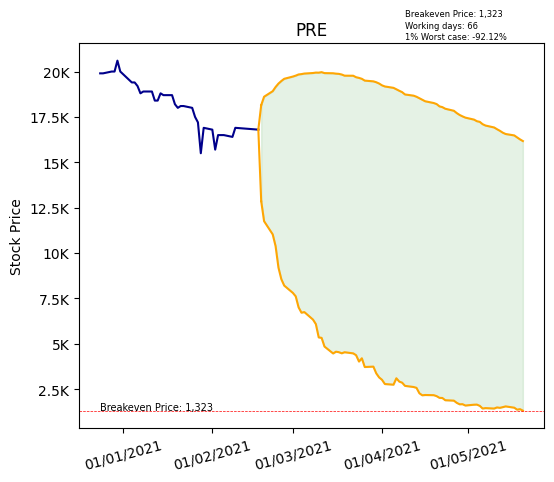 Breakeven Price: 1,323
Working days: 66
1% Worst case: -92.12%
PRE
Stock Price
20K
17.5K
15K
12.5K
10K
7.5K
5K
2.5K
Breakeven Price: 1,323
01/01/2021
01/02/2021
01/03/2021
01/04/2021
01/05/2021